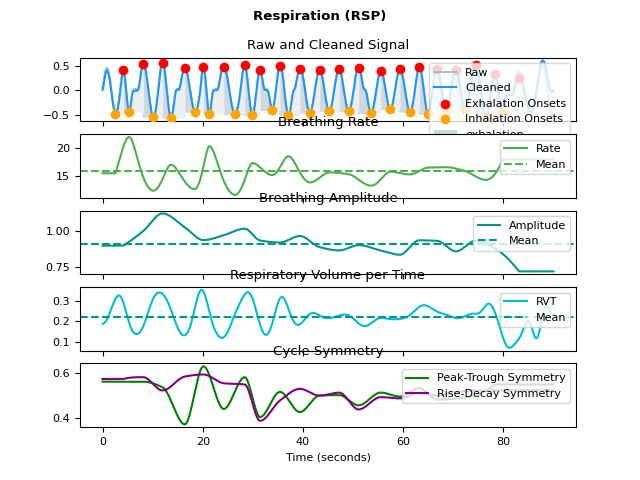 Respiration (RSP)
Raw and Cleaned Signal
0.5
0.0
−0.5
Raw
Cleaned
Exhalation Onsets
Inhalation Onsets
exhalation
Breathing Rate
20
15
Rate
Mean
Breathing Amplitude
1.00
0.75
Amplitude
Mean
Respiratory Volume per Time
0.3
0.2
0.1
RVT
Mean
Cycle Symmetry
0.6
0.4
Peak-Trough Symmetry
Rise-Decay Symmetry
0 20 40 60 80
Time (seconds)